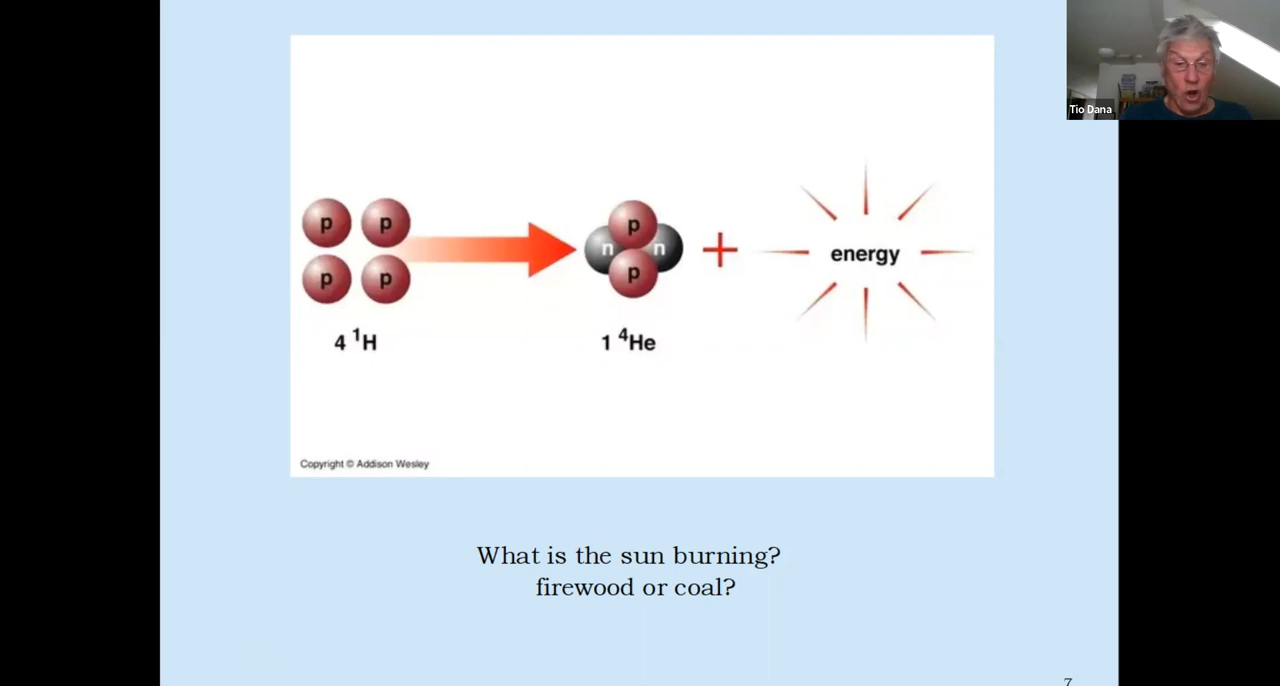 Tio Dana
p p
p p
4 ¹H
p
n n
p
1 ⁴He
+
energy
Copyright © Addison Wesley
What is the sun burning?
firewood or coal?
7